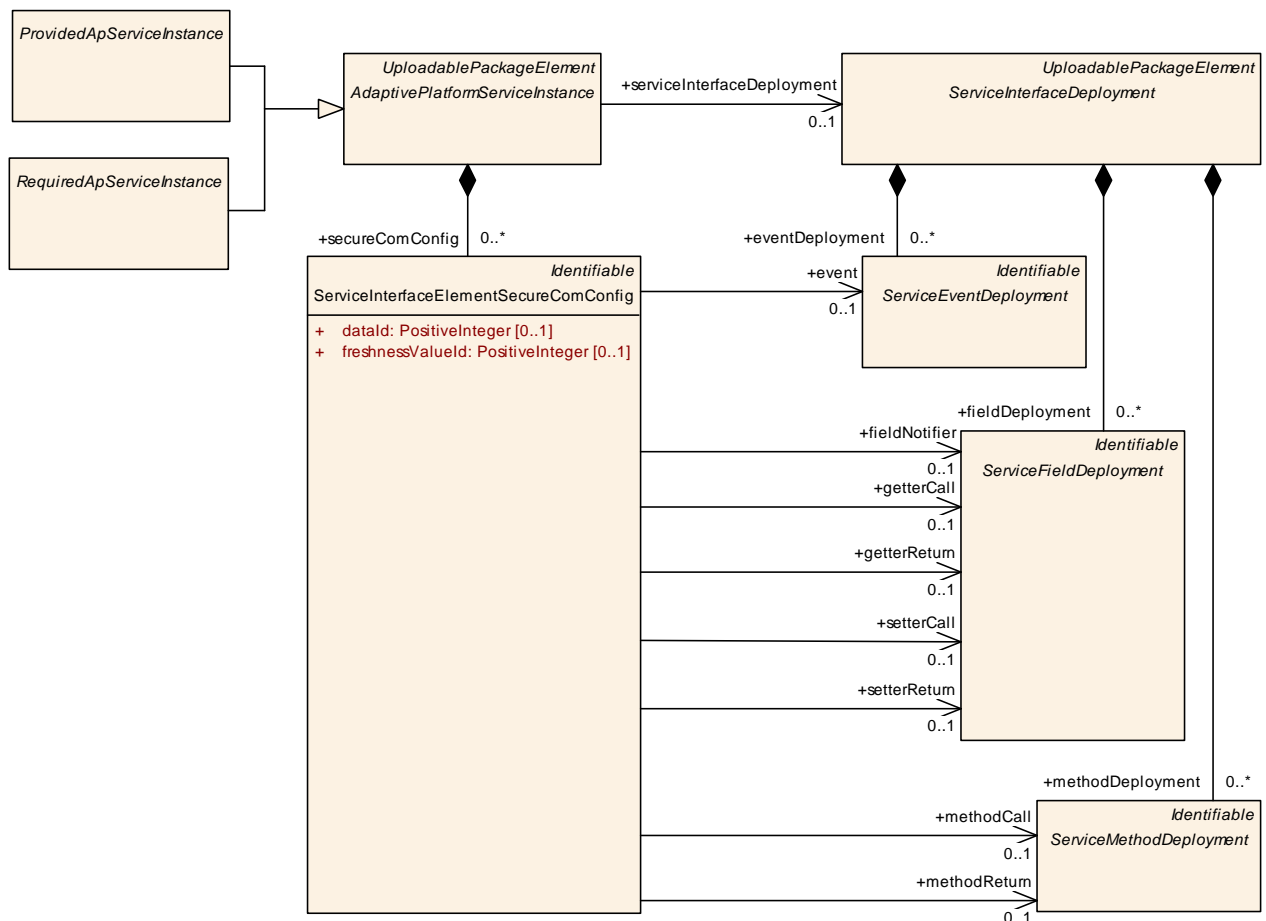 ProvidedApServiceInstance
UploadablePackageElement
AdaptivePlatformServiceInstance
+serviceInterfaceDeployment
0..1
UploadablePackageElement
ServiceInterfaceDeployment
RequiredApServiceInstance
+secureComConfig 0..*
+eventDeployment 0..*
Identifiable
ServiceInterfaceElementSecureComConfig
+ dataId: PositiveInteger [0..1]
+ freshnessValueId: PositiveInteger [0..1]
+event
0..1
Identifiable
ServiceEventDeployment
+fieldDeployment 0..*
+fieldNotifier
0..1
Identifiable
ServiceFieldDeployment
+getterCall
0..1
+getterReturn
0..1
+setterCall
0..1
+setterReturn
0..1
+methodDeployment 0..*
+methodCall
0..1
Identifiable
ServiceMethodDeployment
+methodReturn
0..1